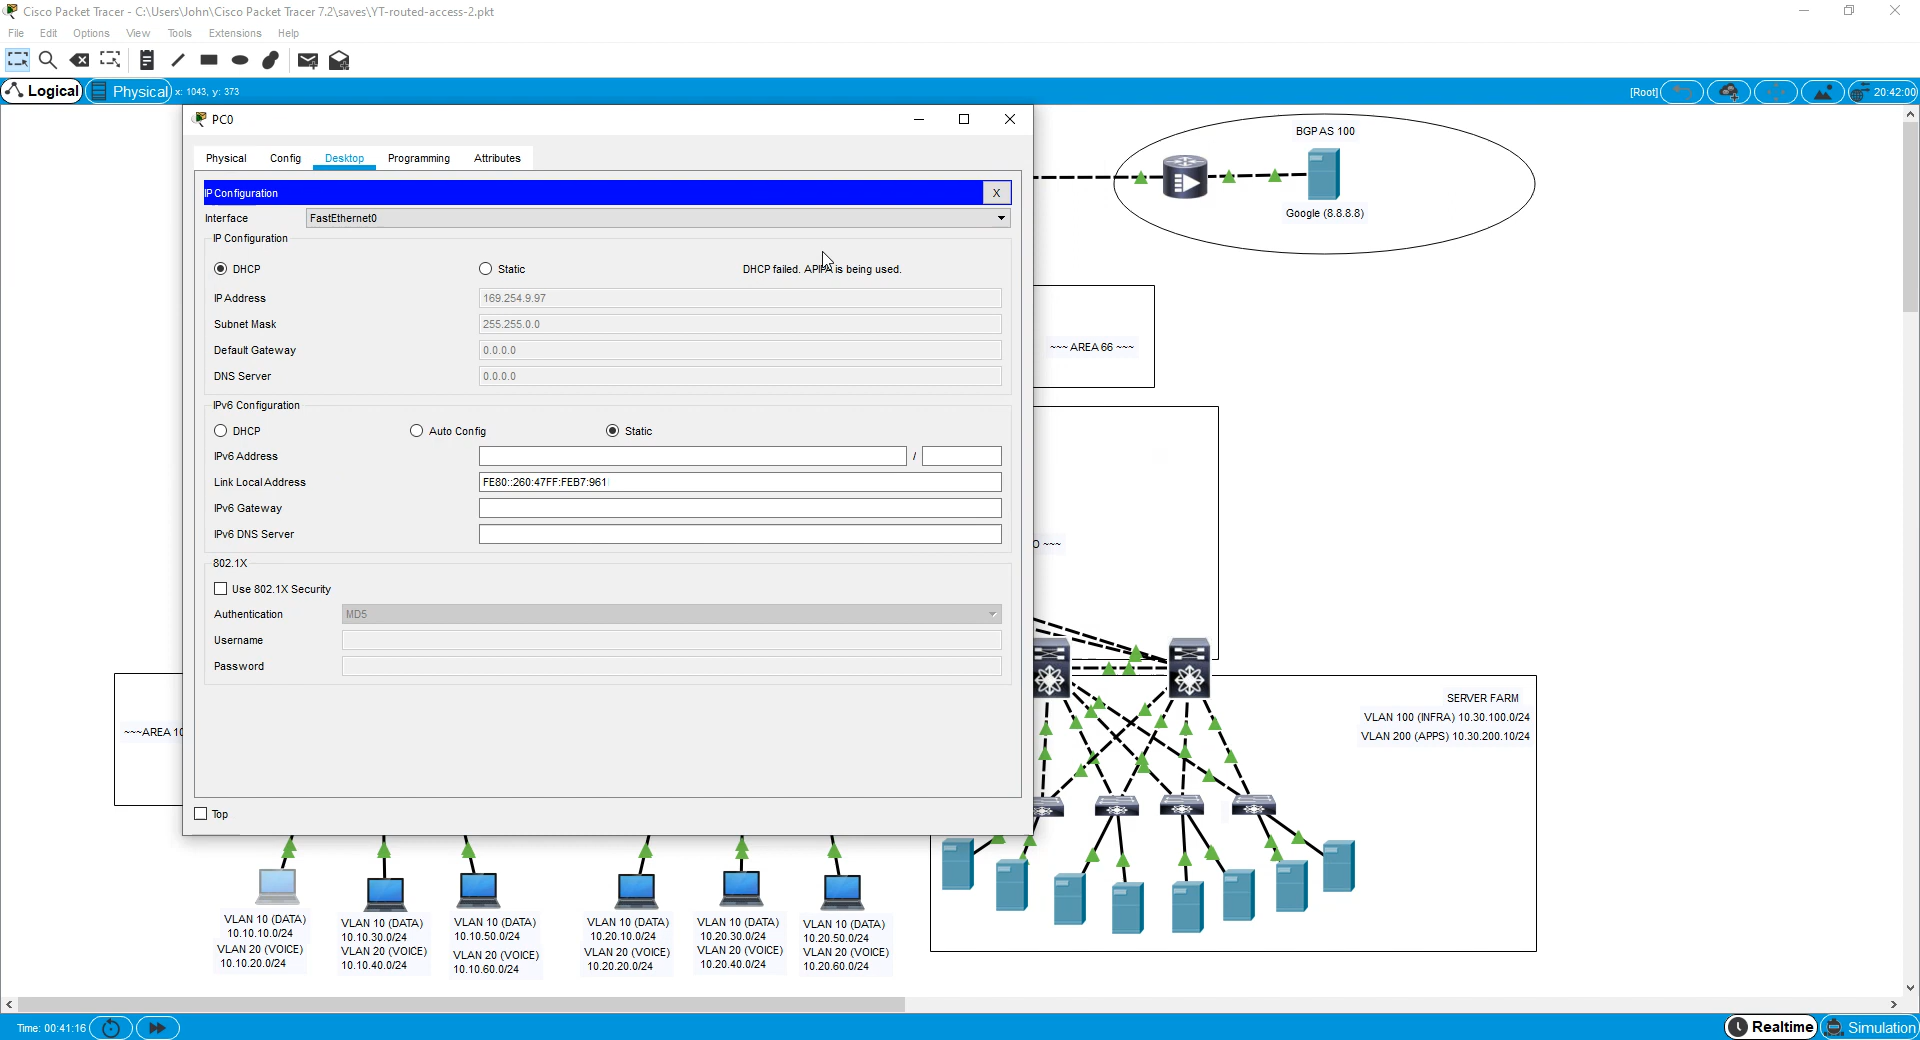 Cisco Packet Tracer - C:\Users\John\Cisco Packet Tracer 7.2\saves\YT-routed-access-2.pkt
File Edit Options View Tools Extensions Help
Logical Physical x: 1043, y: 373 [Root] 20:42:00
PC0
Physical Config Desktop Programming Attributes
IP Configuration X
Interface FastEthernet0
IP Configuration
DHCP Static DHCP failed. APIPA is being used.
IP Address 169.254.9.97
Subnet Mask 255.255.0.0
Default Gateway 0.0.0.0
DNS Server 0.0.0.0
IPv6 Configuration
DHCP Auto Config Static
IPv6 Address /
Link Local Address FE80::260:47FF:FEB7:961
IPv6 Gateway
IPv6 DNS Server
802.1X
Use 802.1X Security
Authentication MD5
Username
Password
Top
BGP AS 100
Google (8.8.8.8)
~~~ AREA 66 ~~~
O ~~~
~~~AREA 10
SERVER FARM
VLAN 100 (INFRA) 10.30.100.0/24
VLAN 200 (APPS) 10.30.200.10/24
VLAN 10 (DATA)
10.10.10.0/24
VLAN 20 (VOICE)
10.10.20.0/24
VLAN 10 (DATA)
10.10.30.0/24
VLAN 20 (VOICE)
10.10.40.0/24
VLAN 10 (DATA)
10.10.50.0/24
VLAN 20 (VOICE)
10.10.60.0/24
VLAN 10 (DATA)
10.20.10.0/24
VLAN 20 (VOICE)
10.20.20.0/24
VLAN 10 (DATA)
10.20.30.0/24
VLAN 20 (VOICE)
10.20.40.0/24
VLAN 10 (DATA)
10.20.50.0/24
VLAN 20 (VOICE)
10.20.60.0/24
Time: 00:41:16 Realtime Simulation